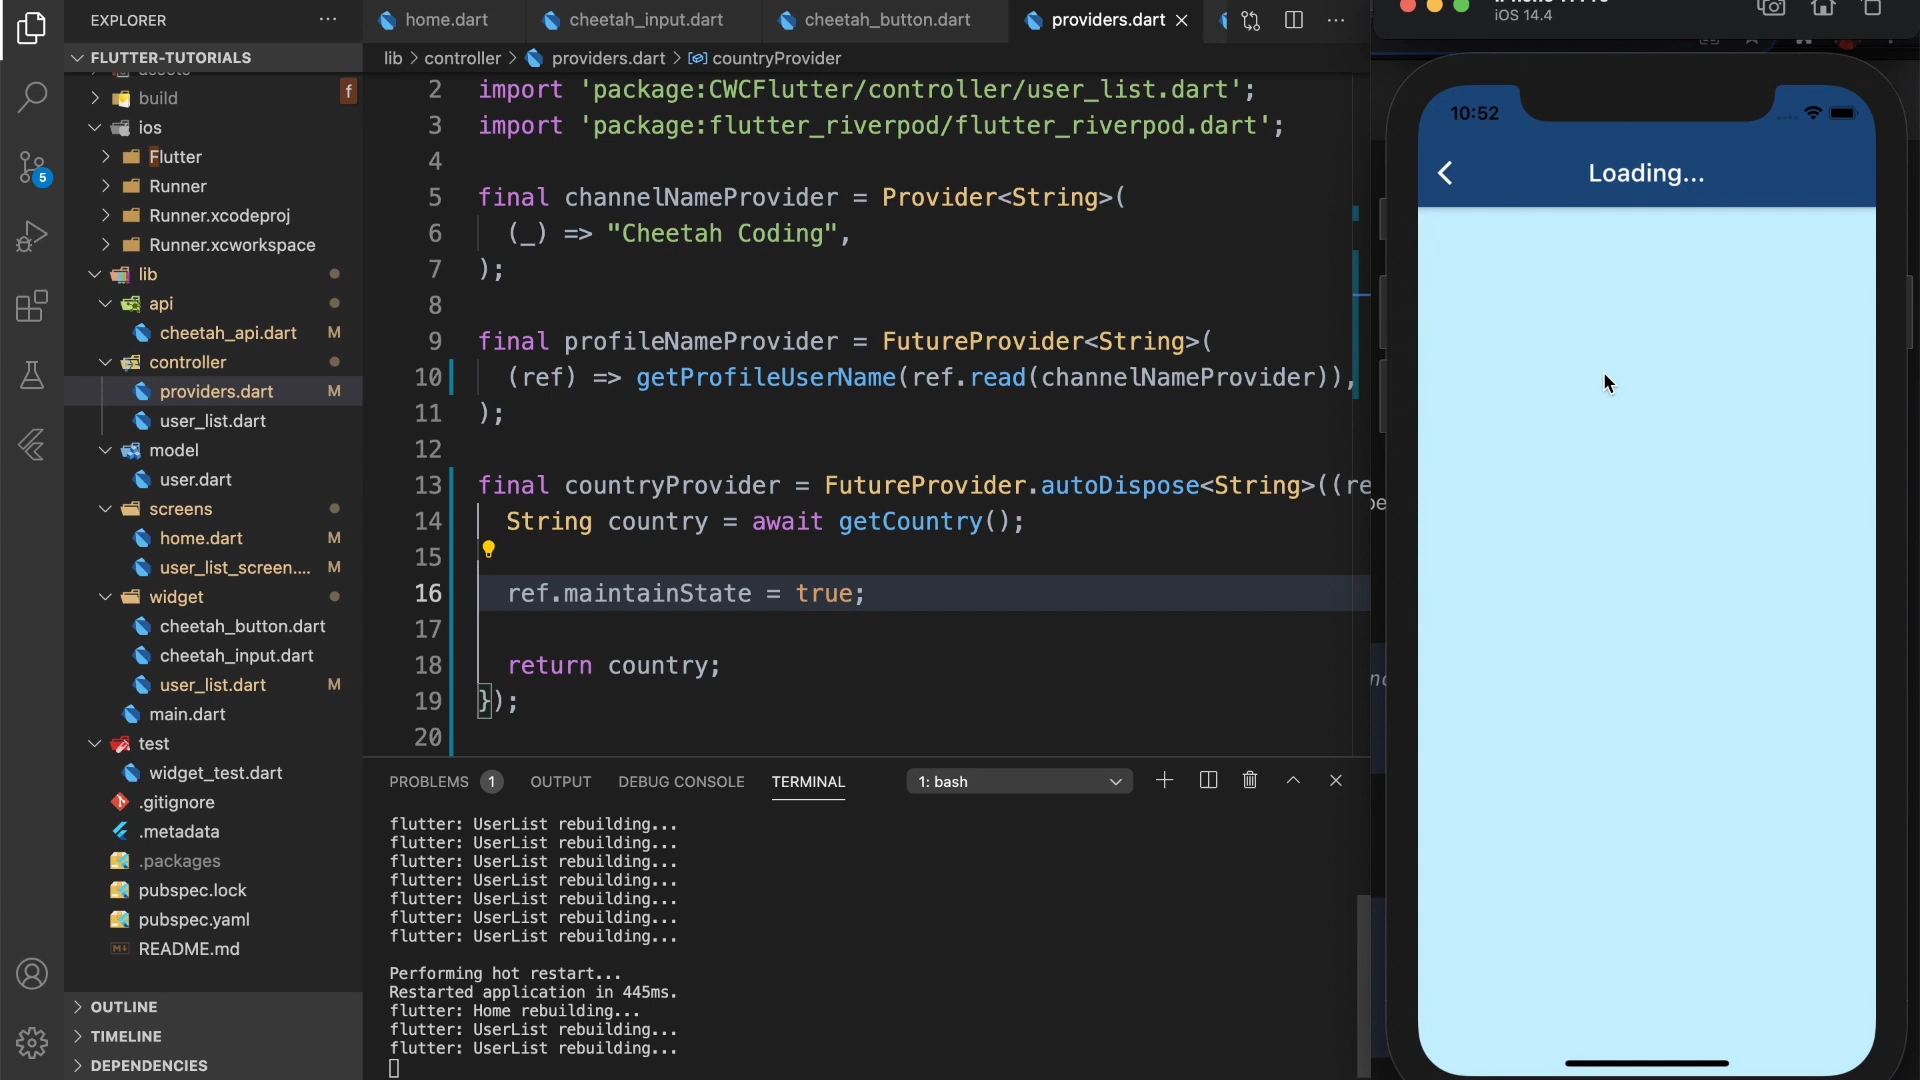 EXPLORER
FLUTTER-TUTORIALS
build
f
ios
Flutter
Runner
Runner.xcodeproj
Runner.xcworkspace
lib
api
cheetah_api.dart M
controller
providers.dart M
user_list.dart
model
user.dart
screens
home.dart M
user_list_screen.... M
widget
cheetah_button.dart
cheetah_input.dart
user_list.dart M
main.dart
test
widget_test.dart
.gitignore
.metadata
.packages
pubspec.lock
pubspec.yaml
README.md
OUTLINE
TIMELINE
DEPENDENCIES
5
home.dart
cheetah_input.dart
cheetah_button.dart
providers.dart
lib > controller > providers.dart > countryProvider
2 import 'package:CWCFlutter/controller/user_list.dart';
3 import 'package:flutter_riverpod/flutter_riverpod.dart';
4
5 final channelNameProvider = Provider<String>(
6 (_) => "Cheetah Coding",
7 );
8
9 final profileNameProvider = FutureProvider<String>(
10 (ref) => getProfileUserName(ref.read(channelNameProvider)),
11 );
12
13 final countryProvider = FutureProvider.autoDispose<String>((re
14 String country = await getCountry();
15
16 ref.maintainState = true;
17
18 return country;
19 });
20
PROBLEMS 1
OUTPUT
DEBUG CONSOLE
TERMINAL
1: bash
flutter: UserList rebuilding...
flutter: UserList rebuilding...
flutter: UserList rebuilding...
flutter: UserList rebuilding...
flutter: UserList rebuilding...
flutter: UserList rebuilding...
flutter: UserList rebuilding...
Performing hot restart...
Restarted application in 445ms.
flutter: Home rebuilding...
flutter: UserList rebuilding...
flutter: UserList rebuilding...
iOS 14.4
10:52
Loading...